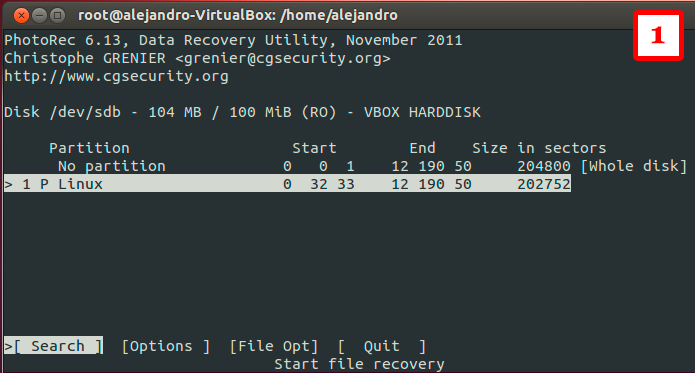 root@alejandro-VirtualBox: /home/alejandro
1
PhotoRec 6.13, Data Recovery Utility, November 2011
Christophe GRENIER <grenier@cgsecurity.org>
http://www.cgsecurity.org
Disk /dev/sdb - 104 MB / 100 MiB (RO) - VBOX HARDDISK
Partition Start End Size in sectors
No partition 0 0 1 12 190 50 204800 [Whole disk]
> 1 P Linux 0 32 33 12 190 50 202752
>[ Search ] [Options ] [File Opt] [ Quit ]
Start file recovery